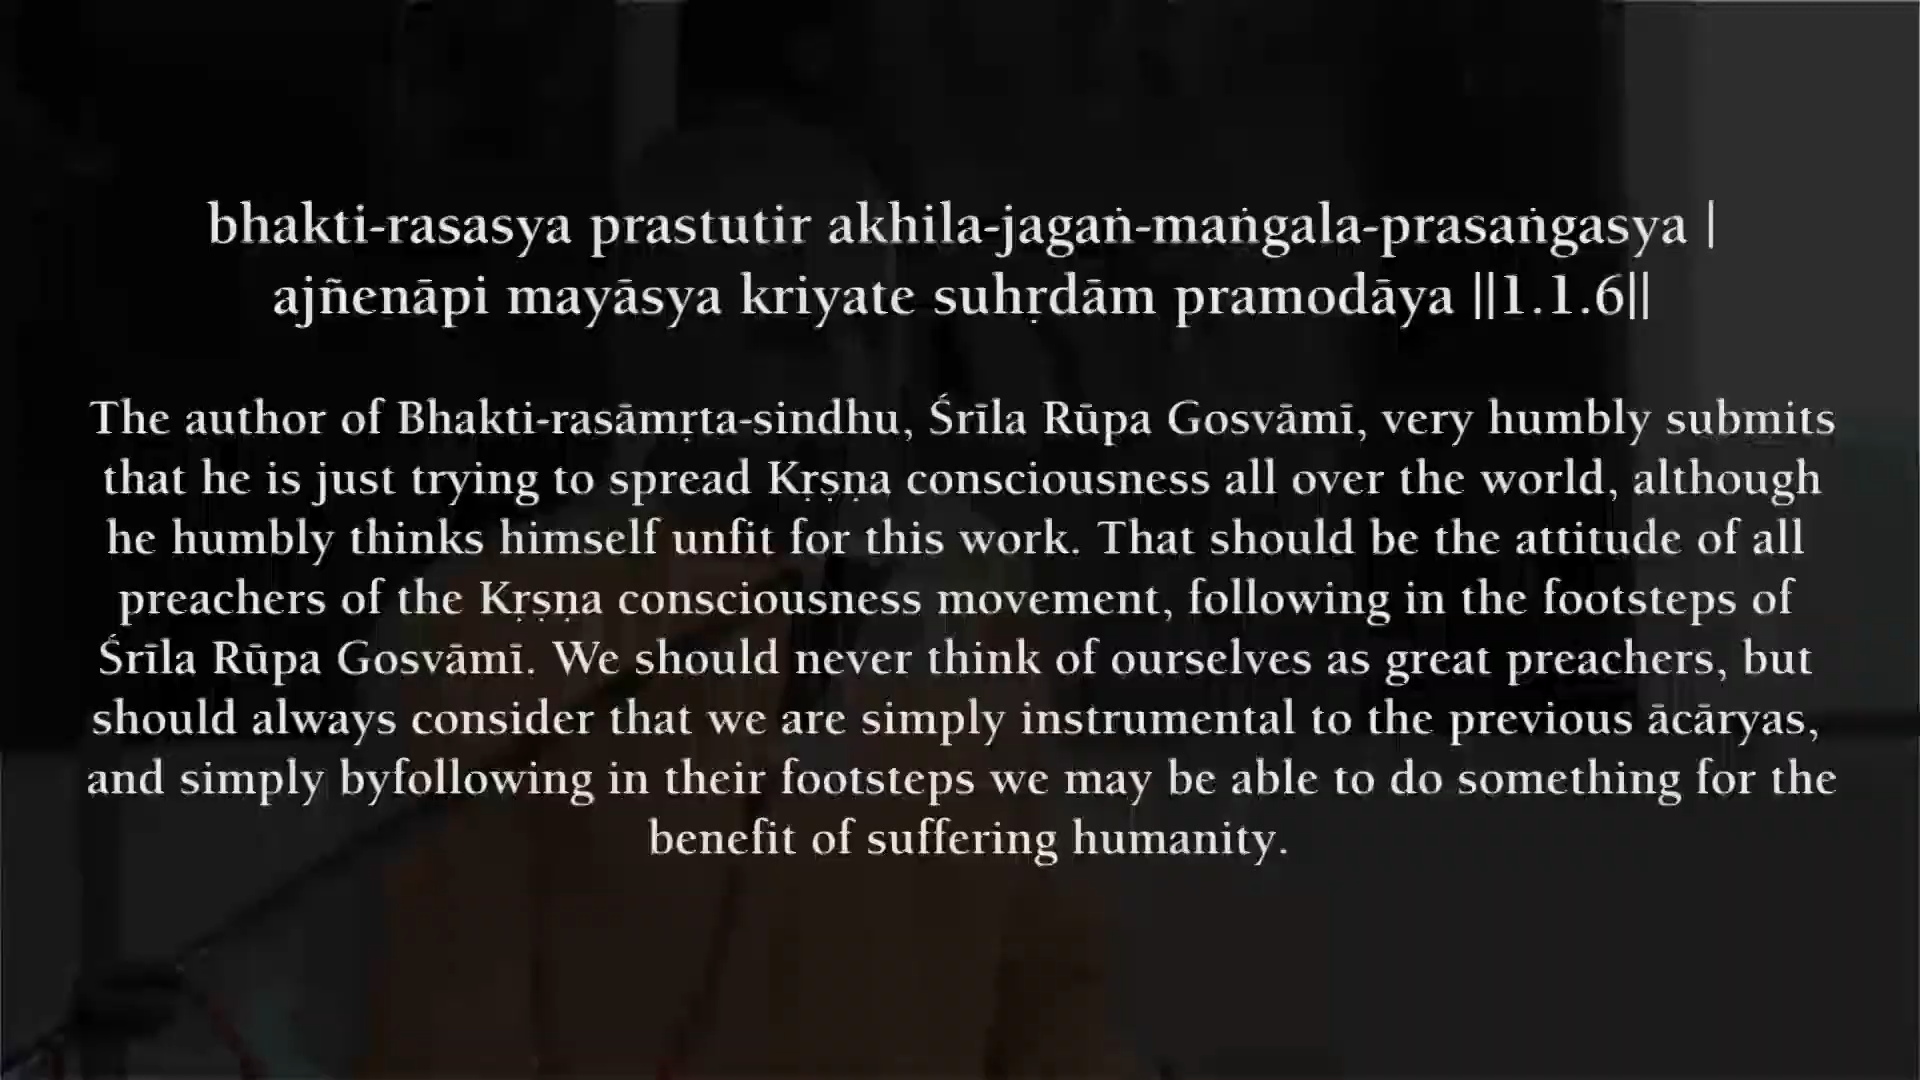 bhakti-rasasya prastutir akhila-jagaṅ-maṅgala-prasaṅgasya |
ajñenāpi mayāsya kriyate suhṛdām pramodāya ||1.1.6||
The author of Bhakti-rasāmṛta-sindhu, Śrīla Rūpa Gosvāmī, very humbly submits
that he is just trying to spread Kṛṣṇa consciousness all over the world, although
he humbly thinks himself unfit for this work. That should be the attitude of all
preachers of the Kṛṣṇa consciousness movement, following in the footsteps of
Śrīla Rūpa Gosvāmī. We should never think of ourselves as great preachers, but
should always consider that we are simply instrumental to the previous ācāryas,
and simply byfollowing in their footsteps we may be able to do something for the
benefit of suffering humanity.